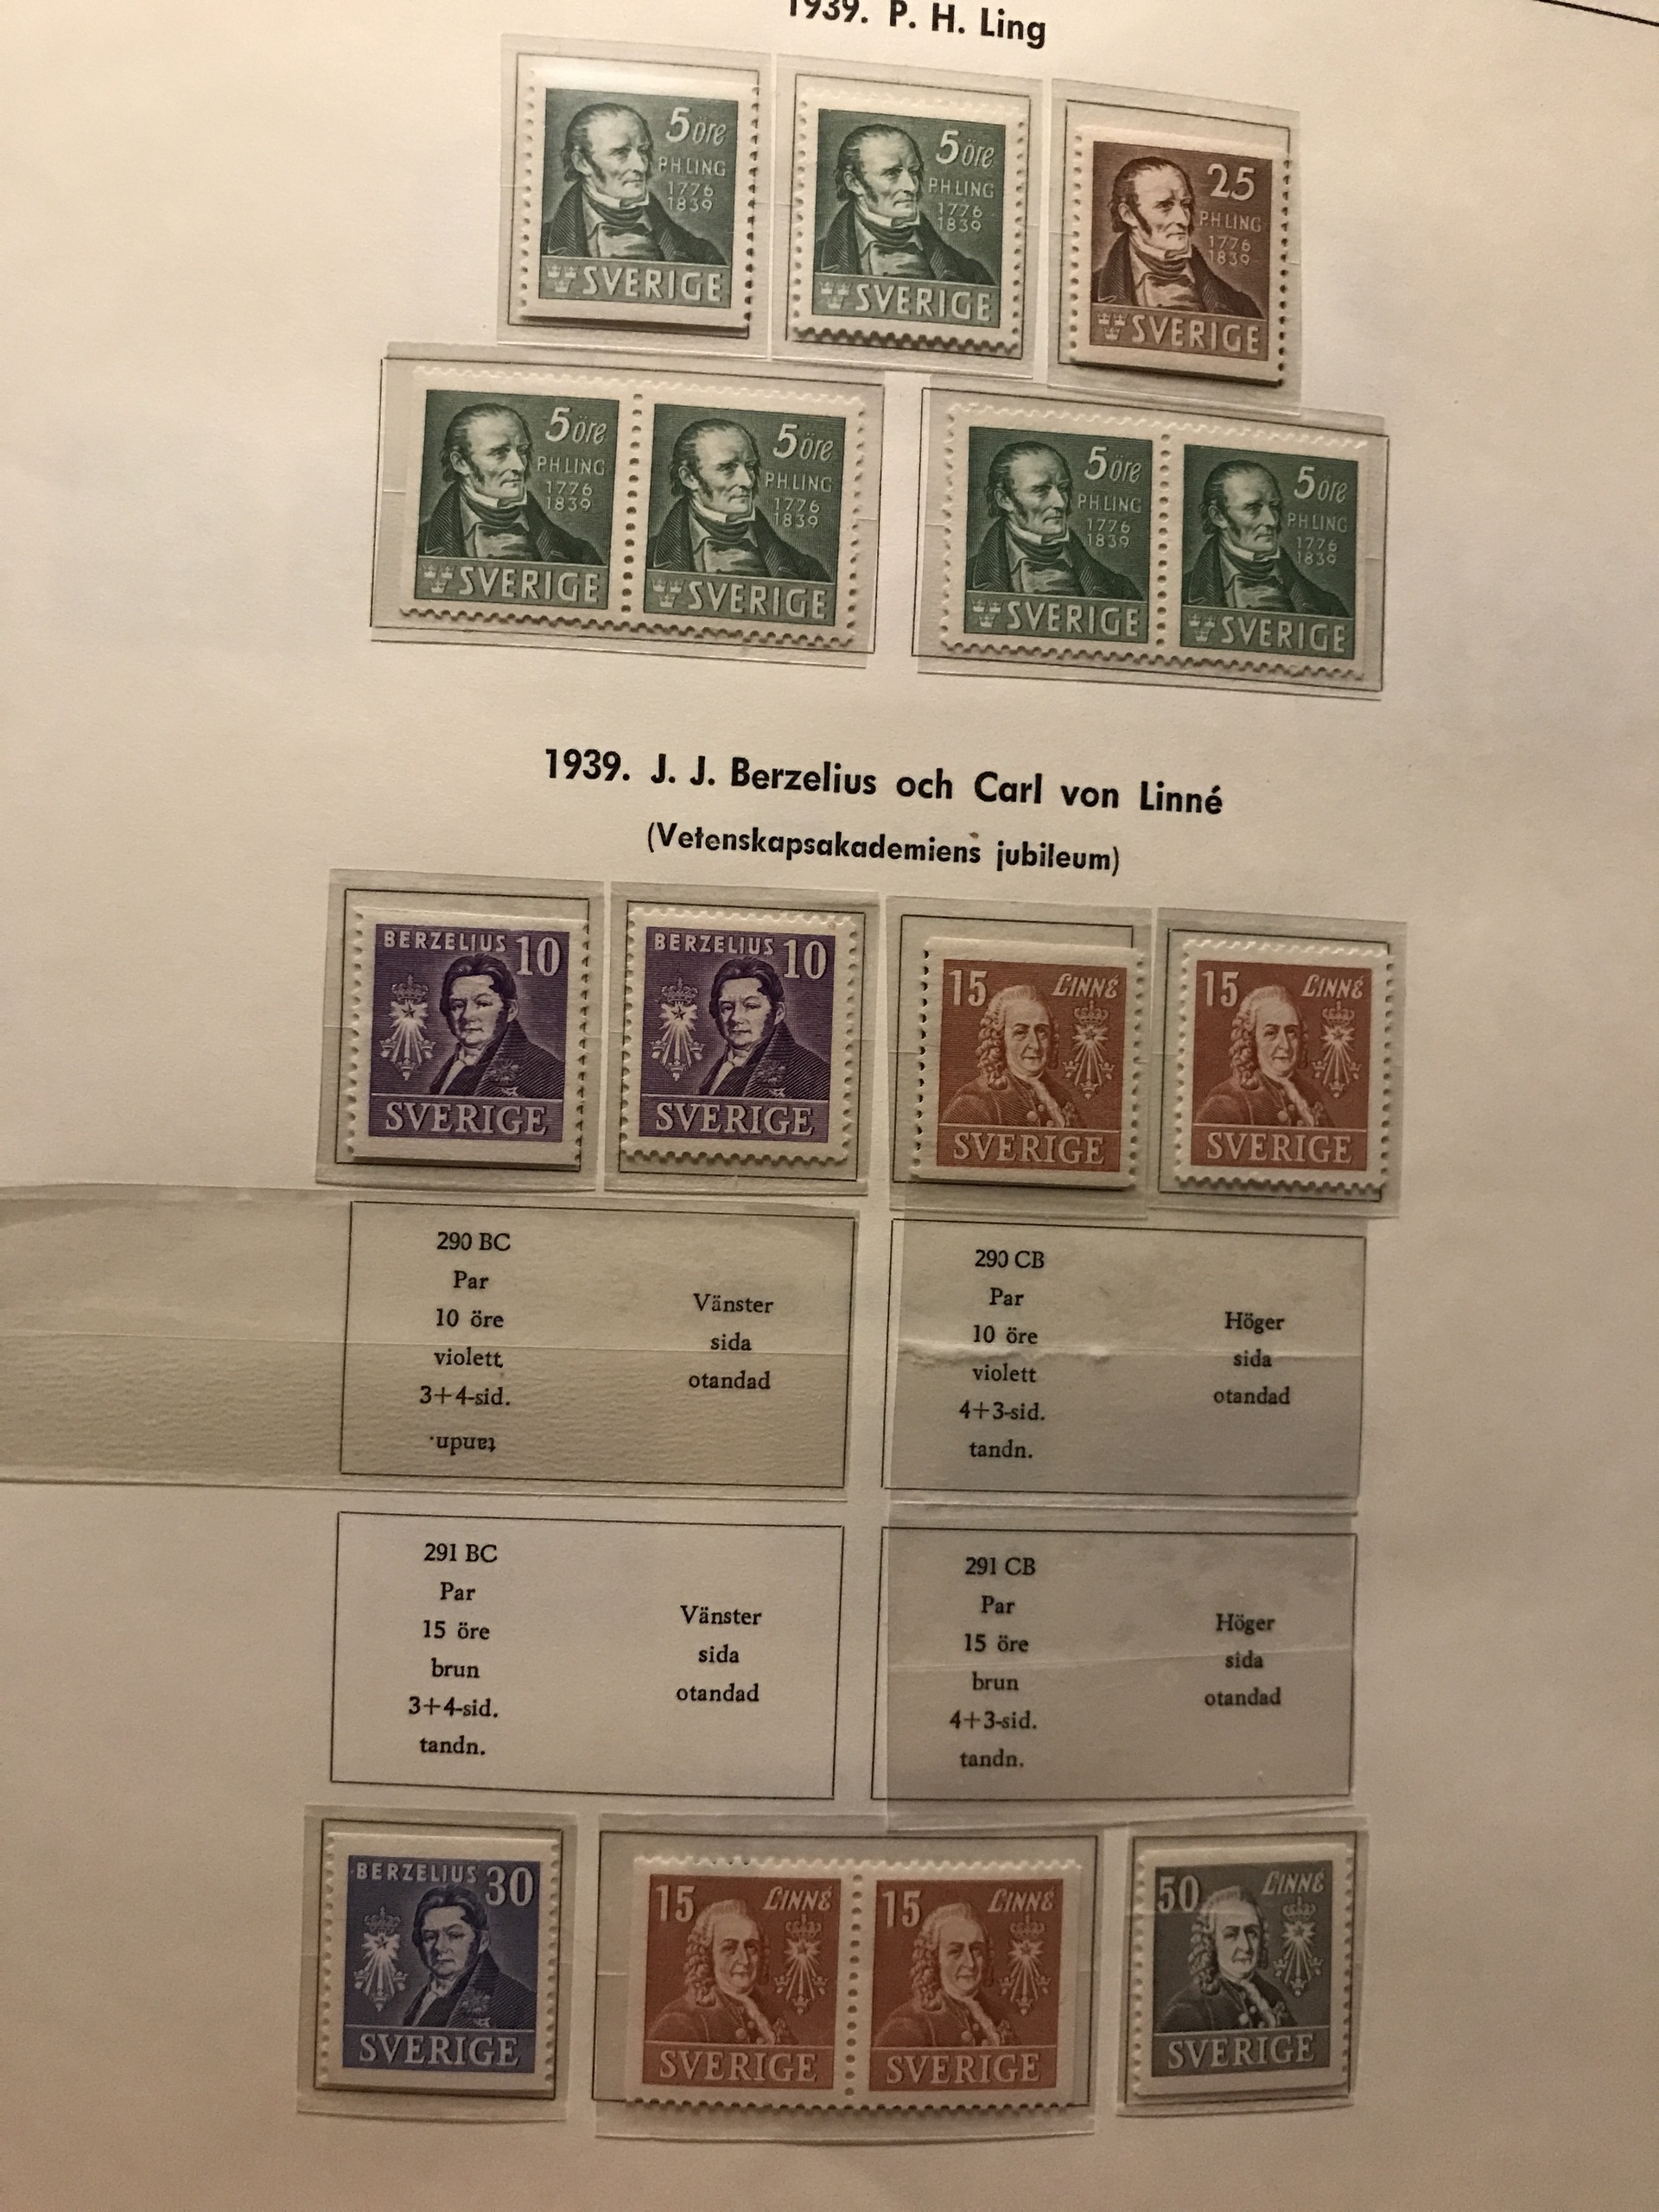 1939. P. H. Ling
5 öre
P.H.LING
1776
1839
SVERIGE
5 öre
P.H.LING
1776
1839
SVERIGE
25
P.H.LING
1776
1839
SVERIGE
5 öre
P.H.LING
1776
1839
SVERIGE
5 öre
P.H.LING
1776
1839
SVERIGE
5 öre
P.H.LING
1776
1839
SVERIGE
5 öre
P.H.LING
1776
1839
SVERIGE
1939. J. J. Berzelius och Carl von Linné
(Vetenskapsakademiens jubileum)
BERZELIUS 10
SVERIGE
BERZELIUS 10
SVERIGE
15 LINNÉ
SVERIGE
15 LINNÉ
SVERIGE
290 BC
Par
10 öre
violett
3+4-sid.
tandn.
Vänster
sida
otandad
290 CB
Par
10 öre
violett
4+3-sid.
tandn.
Höger
sida
otandad
291 BC
Par
15 öre
brun
3+4-sid.
tandn.
Vänster
sida
otandad
291 CB
Par
15 öre
brun
4+3-sid.
tandn.
Höger
sida
otandad
BERZELIUS 30
SVERIGE
15 LINNÉ
SVERIGE
15 LINNÉ
SVERIGE
50 LINNÉ
SVERIGE